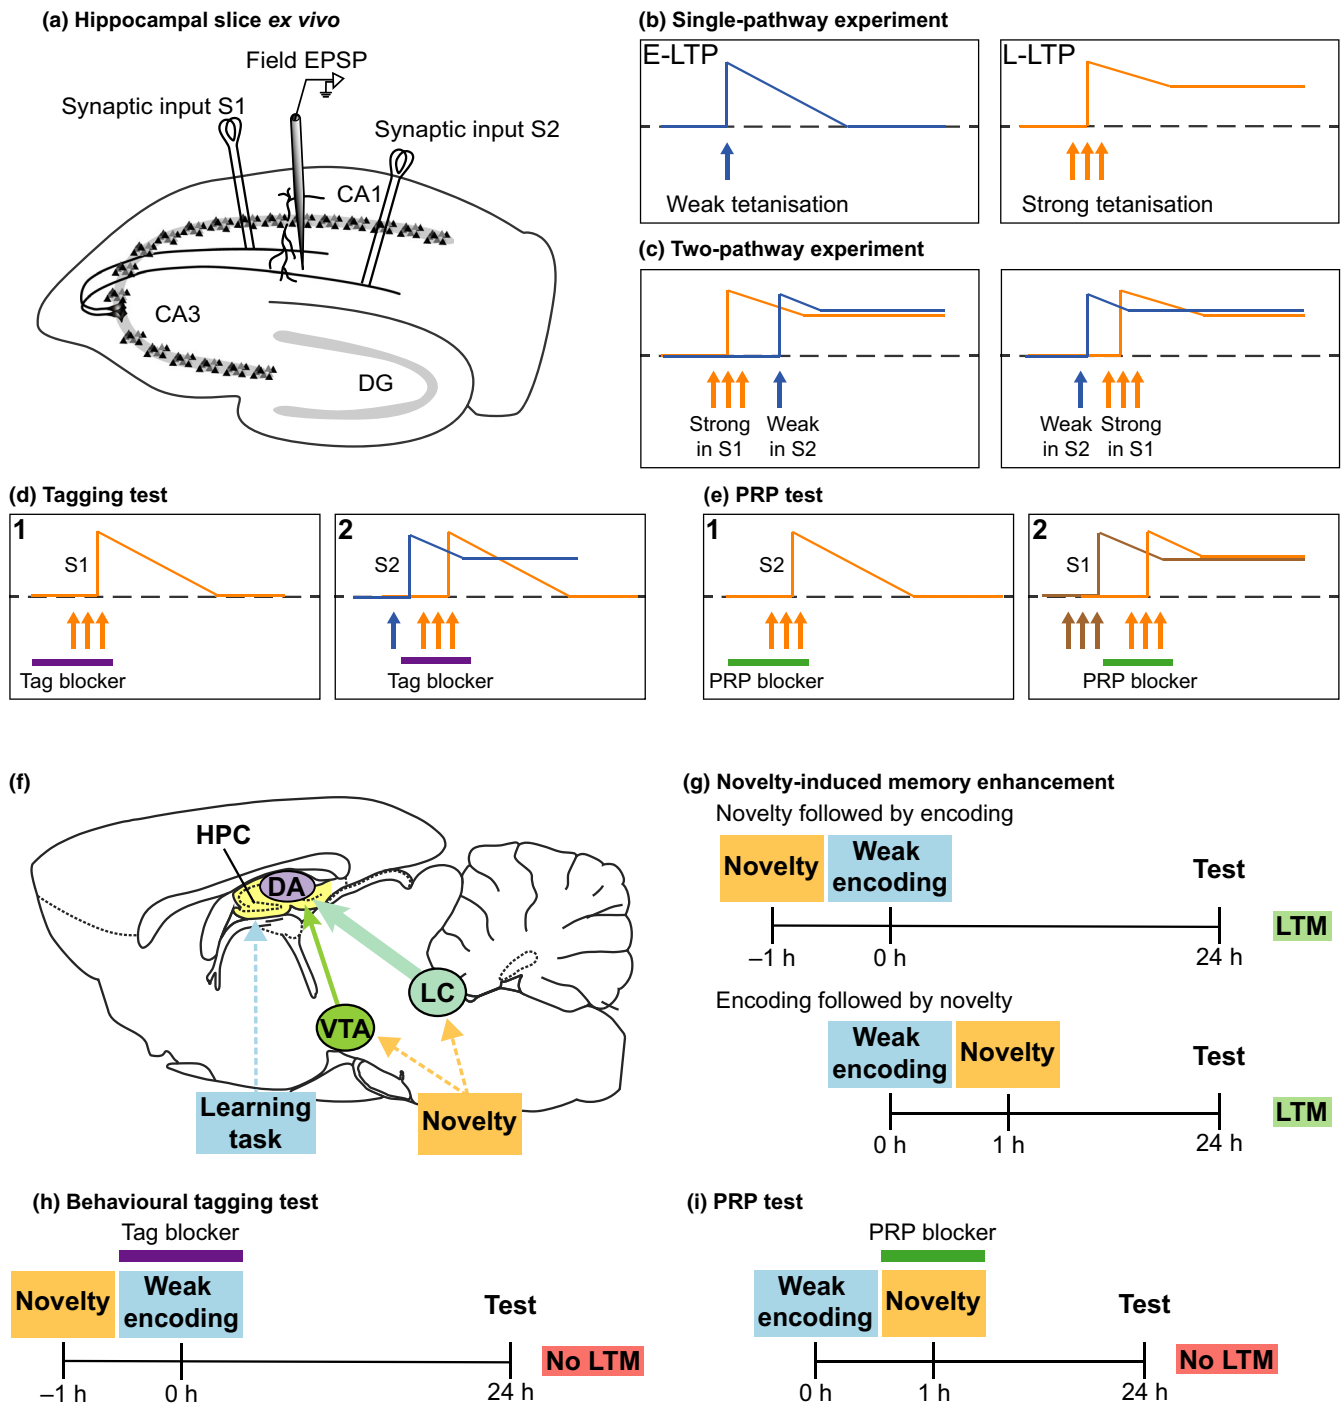 (a) Hippocampal slice ex vivo
Field EPSP
Synaptic input S1
Synaptic input S2
CA1
CA3
DG
(b) Single-pathway experiment
E-LTP
Weak tetanisation
L-LTP
Strong tetanisation
(c) Two-pathway experiment
Strong
in S1
Weak
in S2
Weak
in S2
Strong
in S1
(d) Tagging test
1
S1
Tag blocker
2
S2
Tag blocker
(e) PRP test
1
S2
PRP blocker
2
S1
PRP blocker
(f)
HPC
DA
LC
VTA
Learning
task
Novelty
(g) Novelty-induced memory enhancement
Novelty followed by encoding
Novelty
Weak
encoding
Test
LTM
–1 h
0 h
24 h
Encoding followed by novelty
Weak
encoding
Novelty
Test
LTM
0 h
1 h
24 h
(h) Behavioural tagging test
Tag blocker
Novelty
Weak
encoding
Test
No LTM
–1 h
0 h
24 h
(i) PRP test
PRP blocker
Weak
encoding
Novelty
Test
No LTM
0 h
1 h
24 h